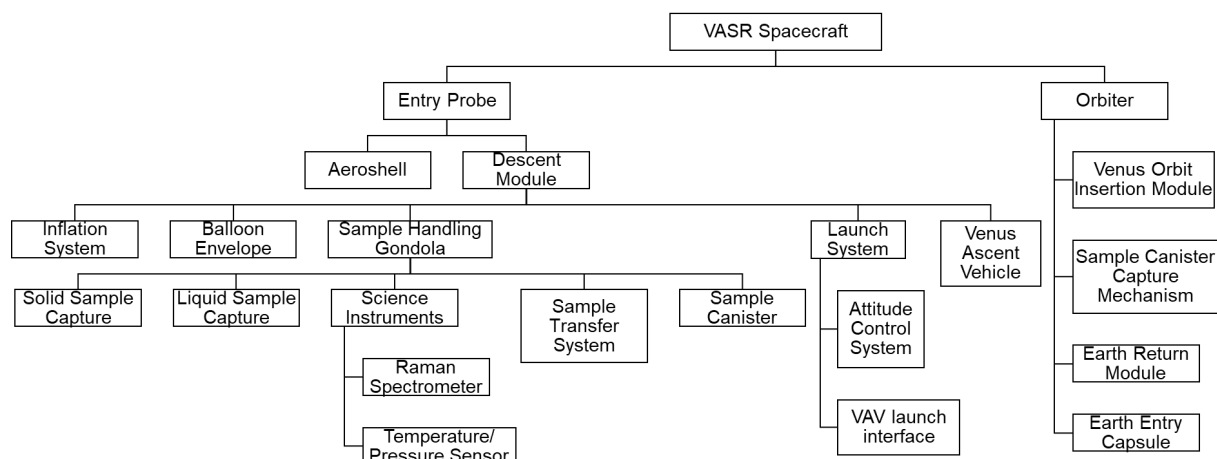 VASR Spacecraft
Entry Probe
Orbiter
Aeroshell
Descent
Module
Venus Orbit
Insertion Module
Inflation
System
Balloon
Envelope
Sample Handling
Gondola
Launch
System
Venus
Ascent
Vehicle
Sample Canister
Capture
Mechanism
Solid Sample
Capture
Liquid Sample
Capture
Science
Instruments
Sample
Transfer
System
Sample
Canister
Attitude
Control
System
Earth Return
Module
Raman
Spectrometer
VAV launch
interface
Earth Entry
Capsule
Temperature/
Pressure Sensor